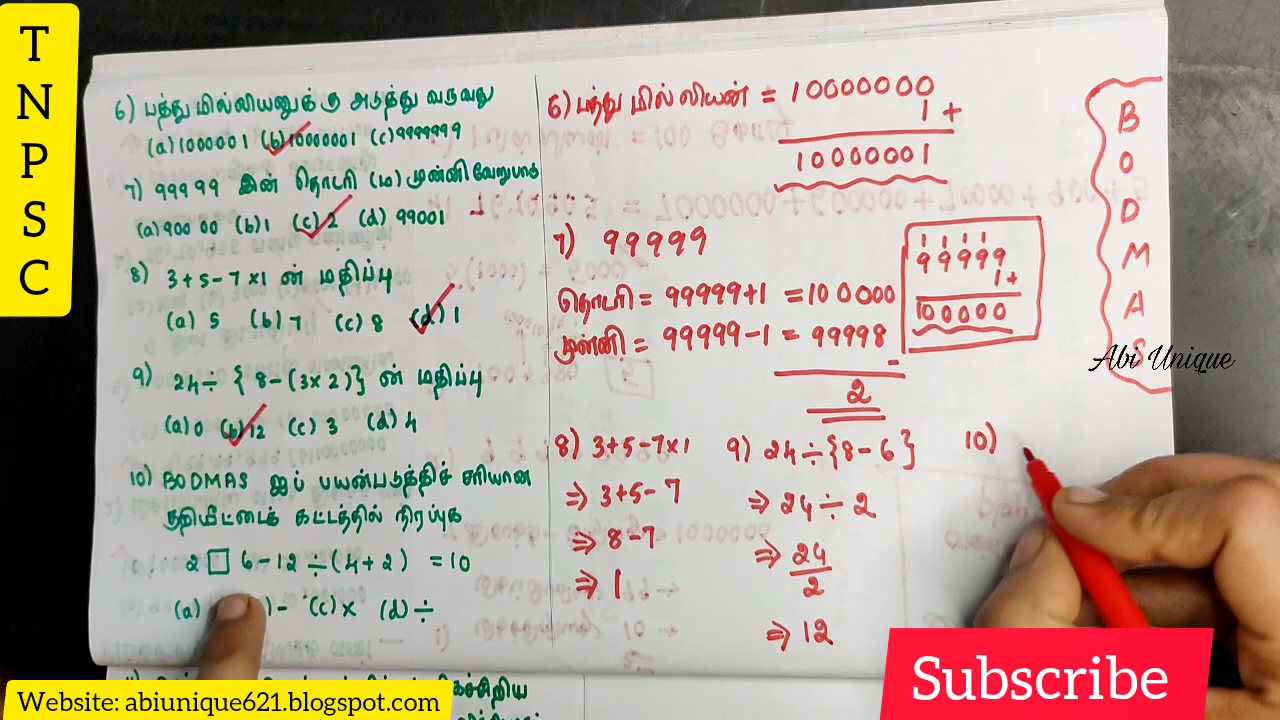 T
N
P
S
C
6) பத்து மில்லியனுக்கு அடுத்து வருவது
(a) 1000001 (b) 10000001 (c) 9999999
7) 99999 இன் தொடரி (ம) முன்னி வேறுபாடு
(a) 90000 (b) 1 (c) 2 (d) 99001
8) 3+5-7×1 ன் மதிப்பு
(a) 5 (b) 7 (c) 8 (d) 1
9) 24÷ {8-(3×2)} ன் மதிப்பு
(a) 0 (b) 12 (c) 3 (d) 4
10) BODMAS ஐப் பயன்படுத்திச் சரியான
குறியீட்டைக் கட்டத்தில் நிரப்புக
2 □ 6-12÷(4+2) =10
(a) )- (c) × (d) ÷
6) பத்து மில்லியன் = 10000000
1 +
10000001
7) 99999
தொடரி = 99999+1 = 100000
முன்னி = 99999-1 = 99998
-
2
1 1 1 1
99999
1+
100000
8) 3+5-7×1
⇒ 3+5-7
⇒ 8-7
⇒ 1
9) 24÷{8-6}
⇒ 24÷2
⇒ 24
2
⇒ 12
10)
B
O
D
M
A
S
Abi Unique
Subscribe
Website: abiunique621.blogspot.com